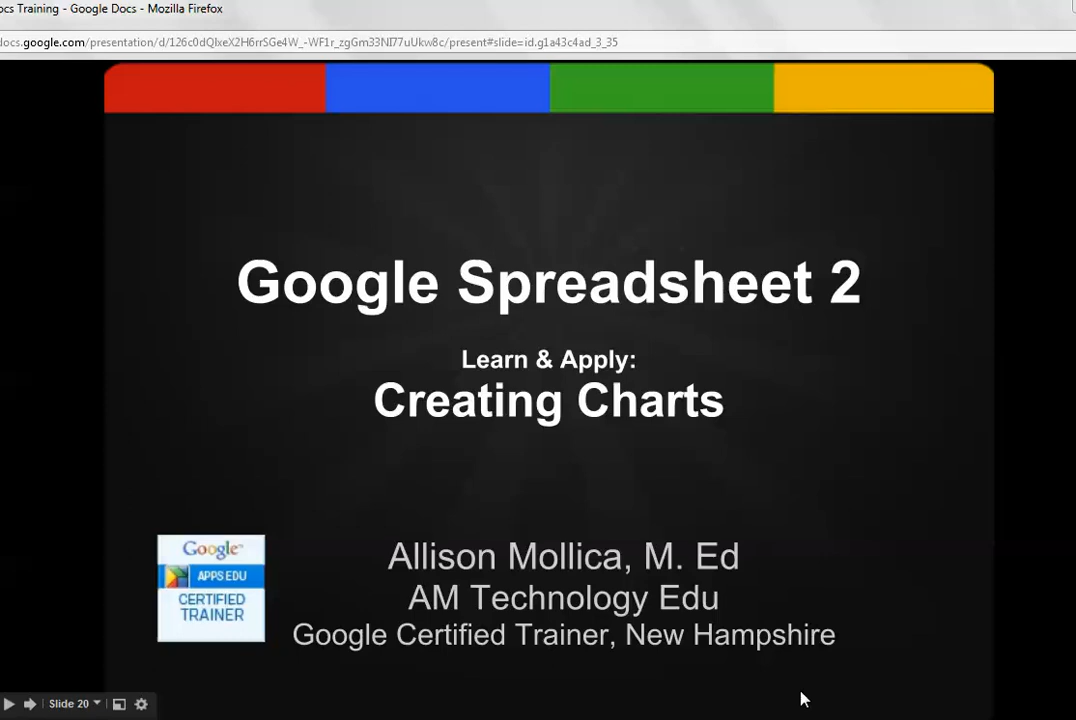 ocs Training - Google Docs - Mozilla Firefox
docs.google.com/presentation/d/126c0dQIxeX2H6rrSGe4W_-WF1r_zgGm33NI77uUkw8c/present#slide=id.g1a43c4ad_3_35
Google Spreadsheet 2
Learn & Apply:
Creating Charts
Google™
APPS EDU
CERTIFIED
TRAINER
Allison Mollica, M. Ed
AM Technology Edu
Google Certified Trainer, New Hampshire
Slide 20